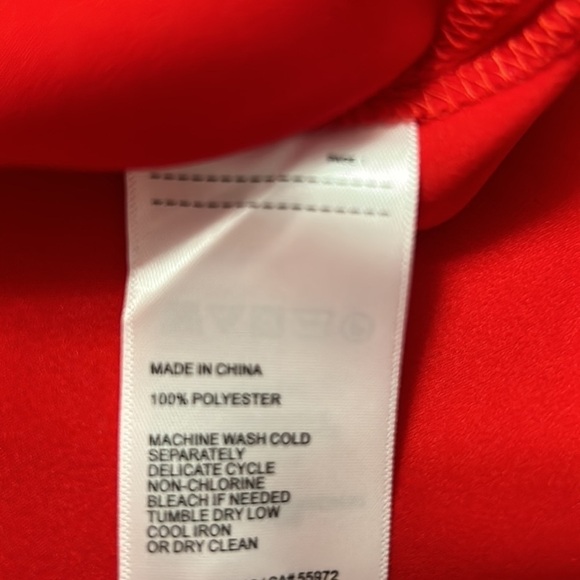 MADE IN CHINA
100% POLYESTER
MACHINE WASH COLD
SEPARATELY
DELICATE CYCLE
NON-CHLORINE
BLEACH IF NEEDED
TUMBLE DRY LOW
COOL IRON
OR DRY CLEAN